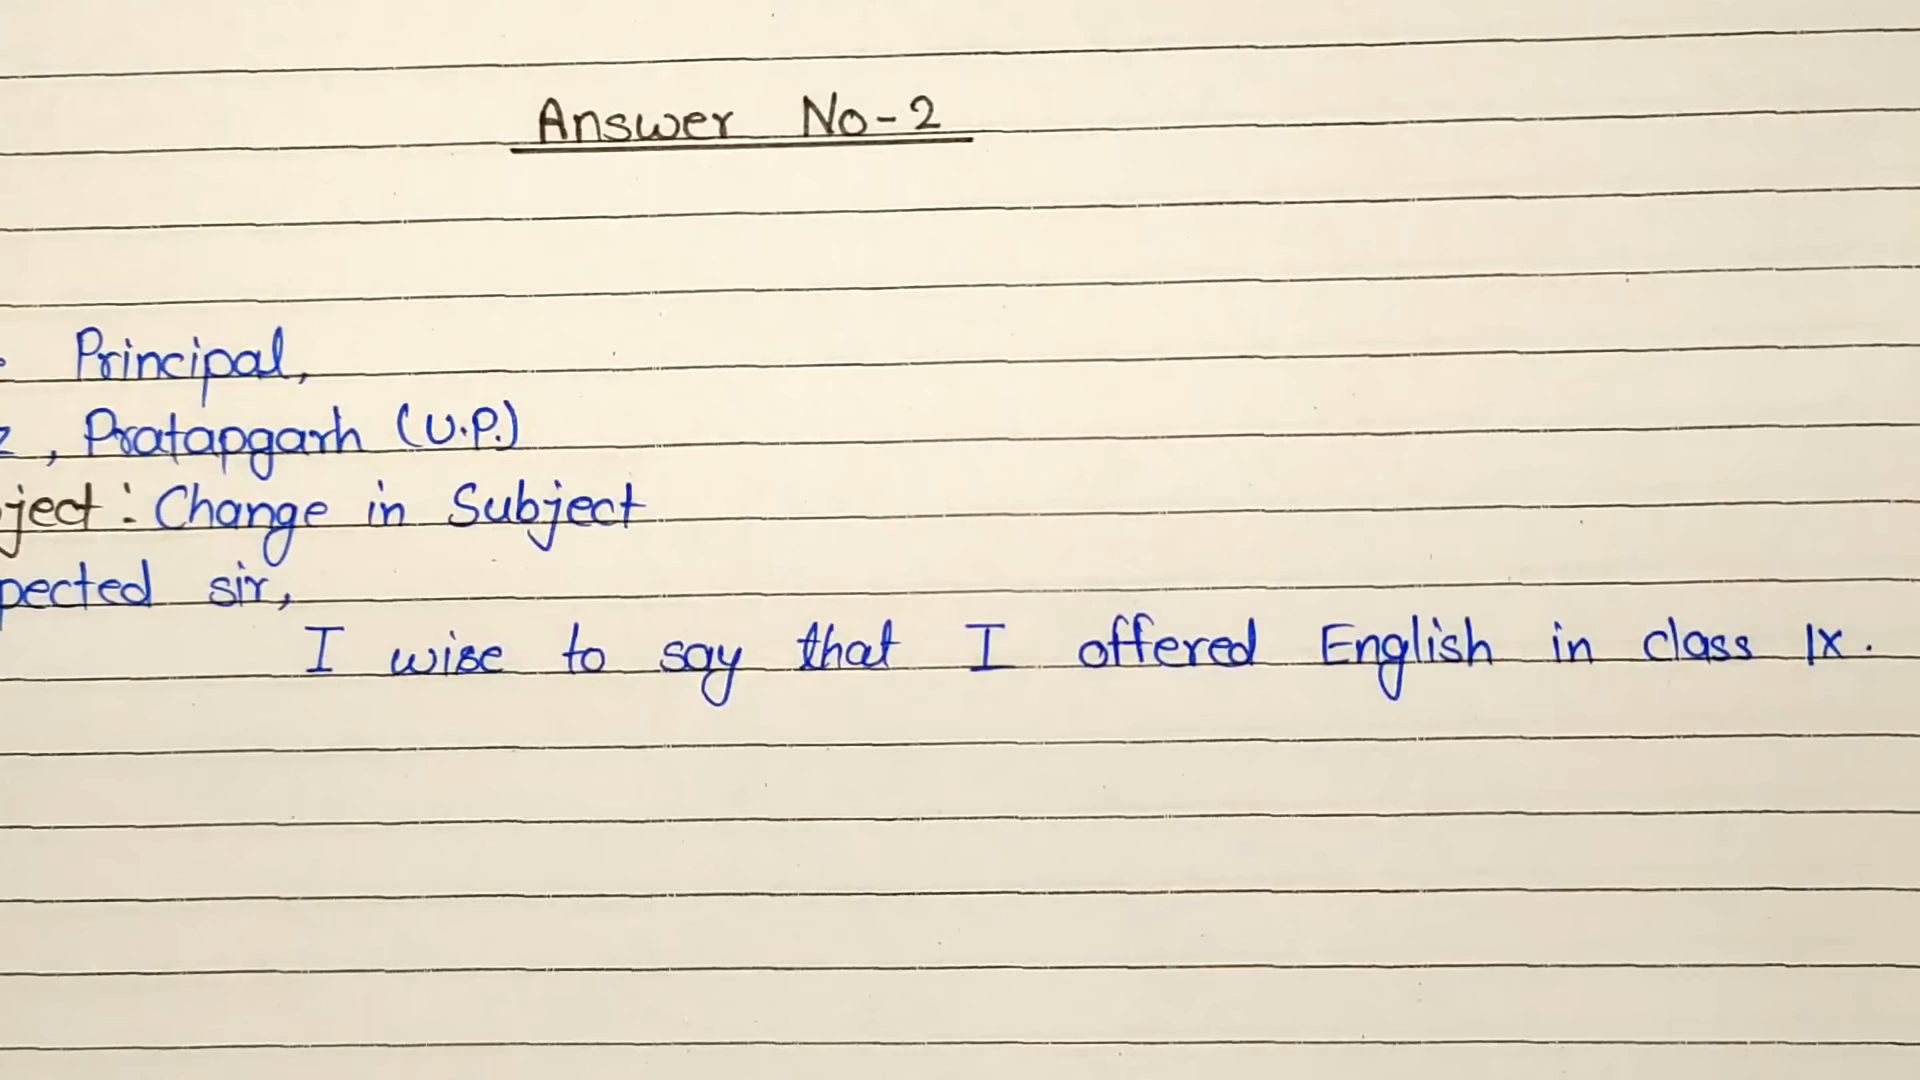 Answer No-2
Principal,
, Pratapgarh (U.P.)
ject: Change in Subject
pected sir,
I wise to say that I offered English in class IX.